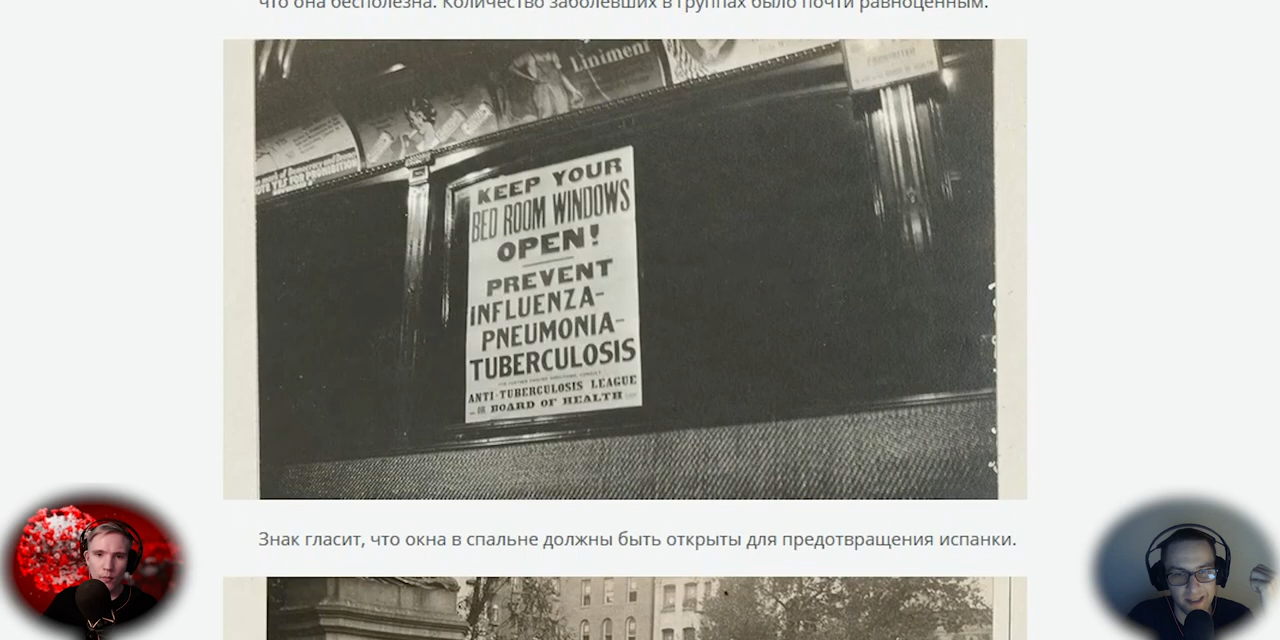 что она бесполезна. Количество заболевших в группах было почти равноценным.
Liniment
KEEP YOUR
BED ROOM WINDOWS
OPEN!
PREVENT
INFLUENZA-
PNEUMONIA-
TUBERCULOSIS
ANTI-TUBERCULOSIS LEAGUE
OR BOARD OF HEALTH
Знак гласит, что окна в спальне должны быть открыты для предотвращения испанки.